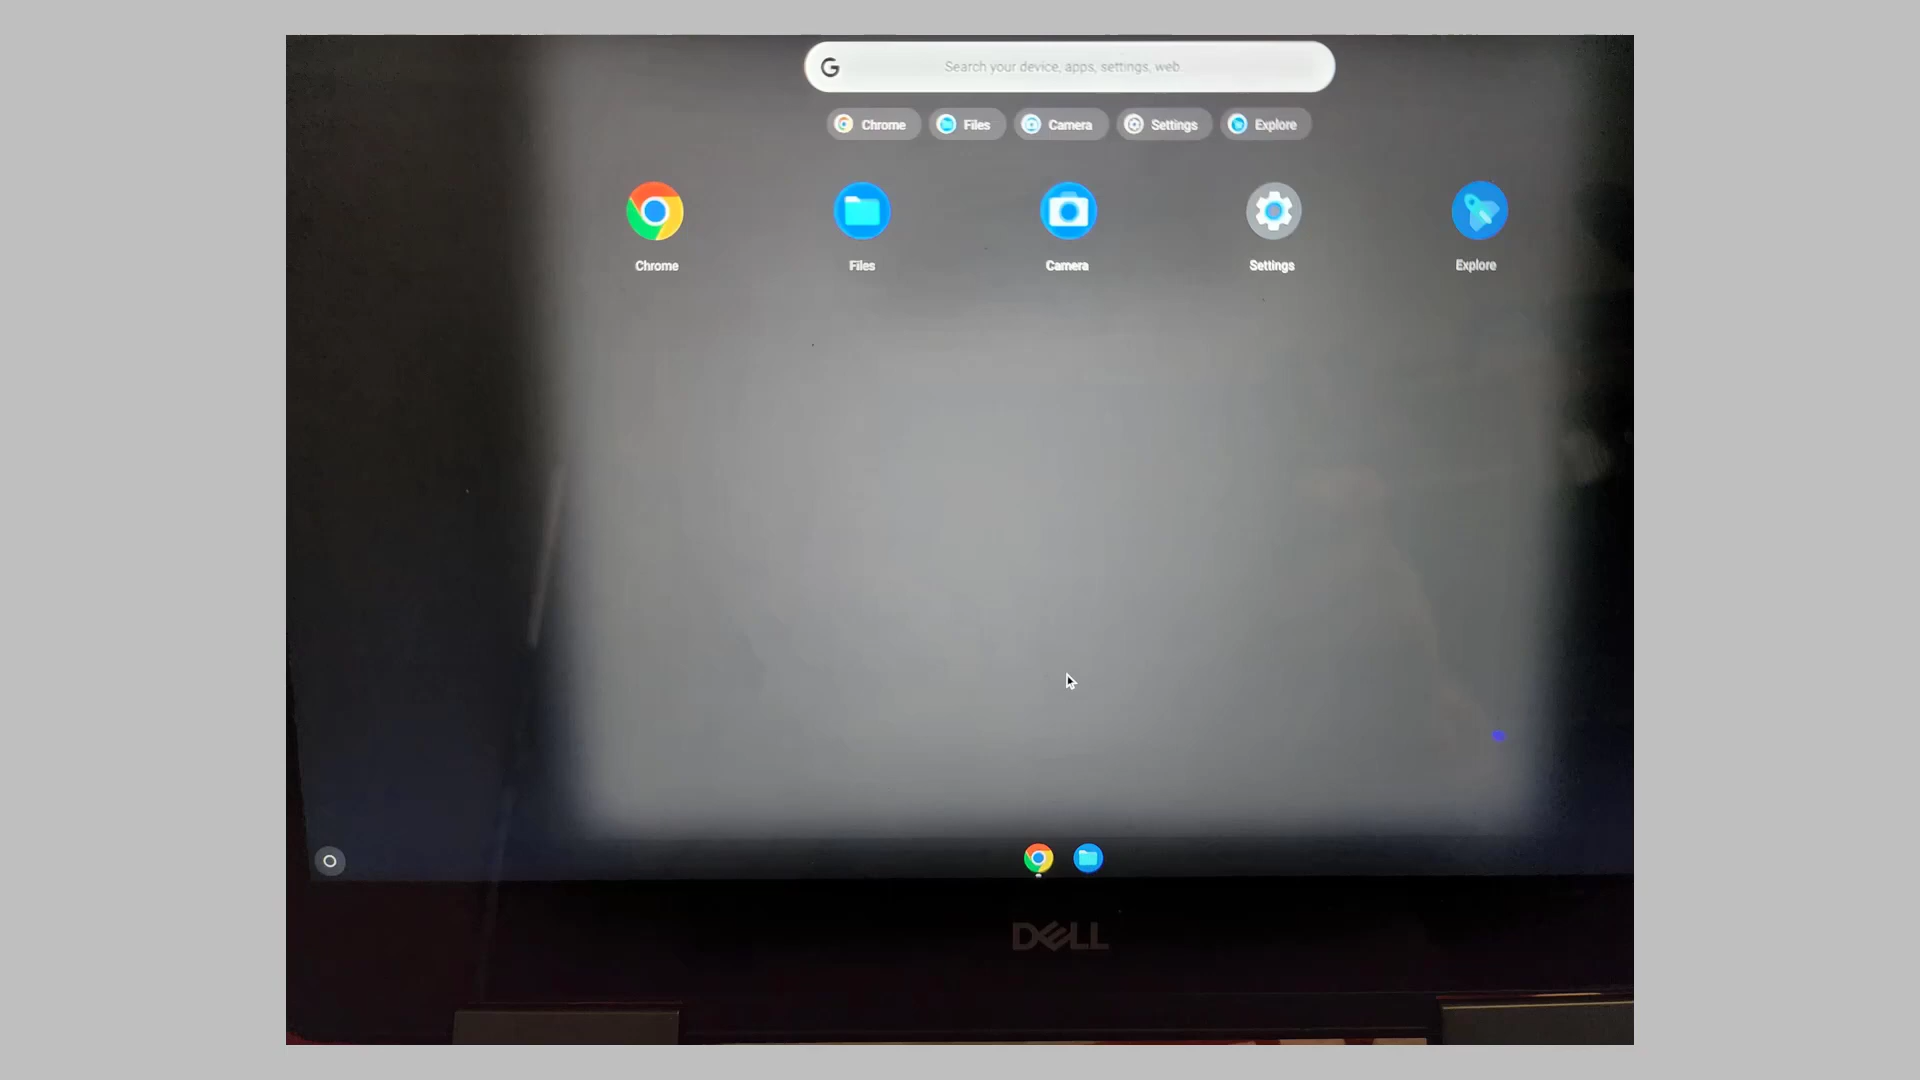 G Search your device, apps, settings, web
Chrome Files Camera Settings Explore
Chrome Files Camera Settings Explore
DELL